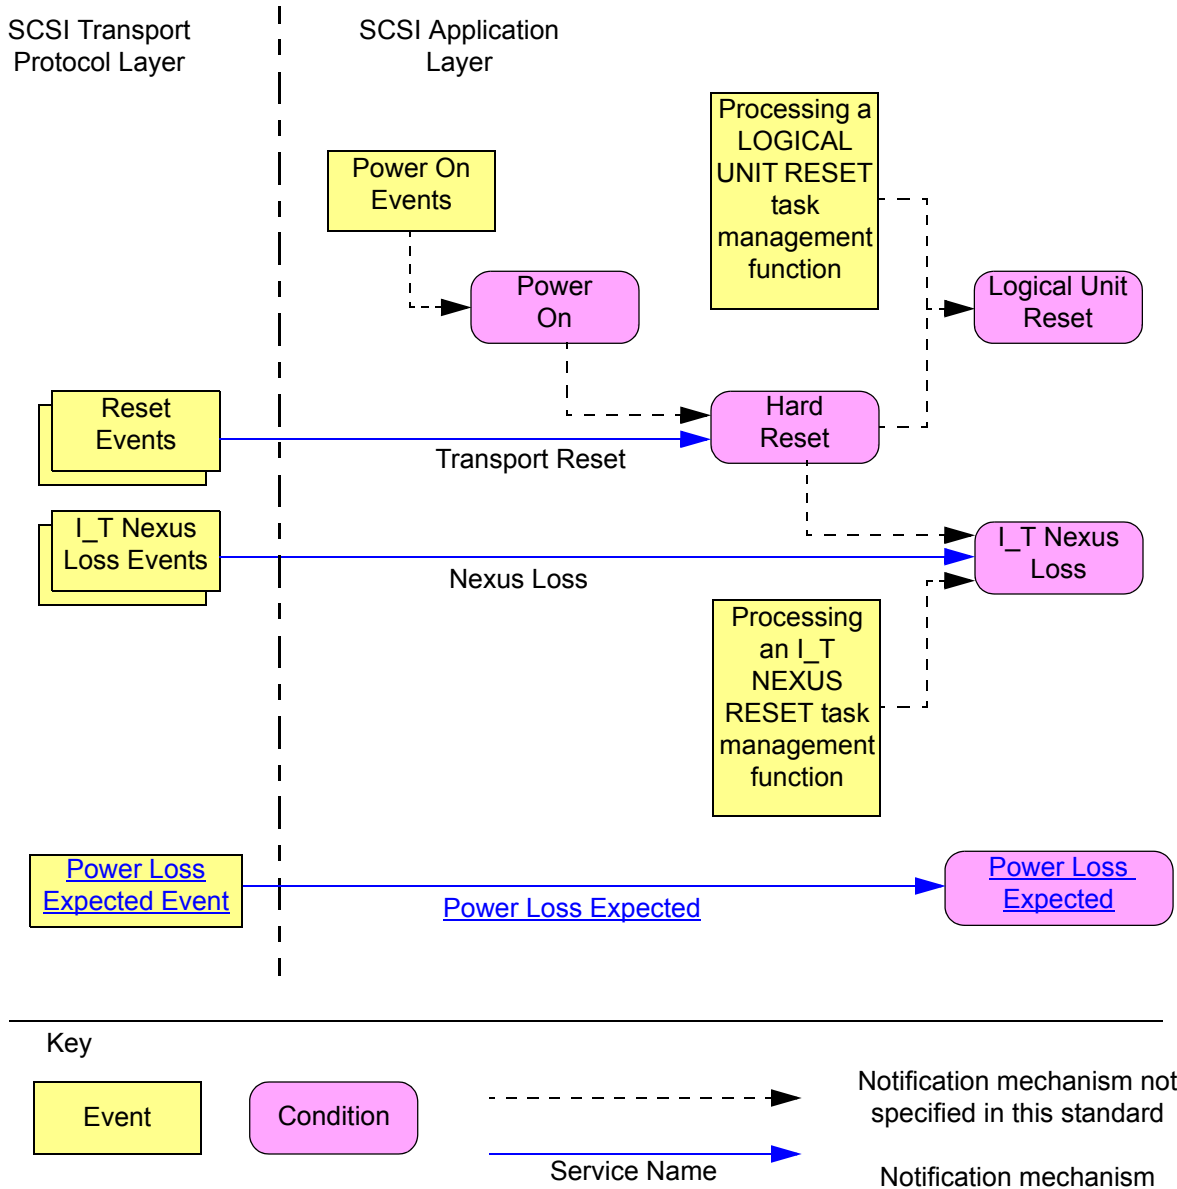 SCSI Transport
Protocol Layer
SCSI Application
Layer
Power On
Events
Processing a
LOGICAL
UNIT RESET
task
management
function
Power
On
Logical Unit
Reset
Reset
Events
Transport Reset
Hard
Reset
I_T Nexus
Loss Events
Nexus Loss
I_T Nexus
Loss
Processing
an I_T
NEXUS
RESET task
management
function
Power Loss
Expected Event
Power Loss Expected
Power Loss
Expected
Key
Event
Condition
Notification mechanism not
specified in this standard
Service Name
Notification mechanism